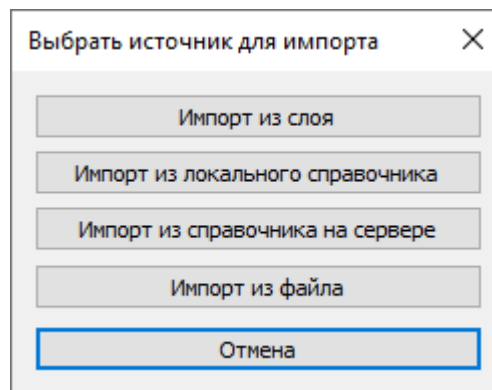 Выбрать источник для импорта
Импорт из слоя
Импорт из локального справочника
Импорт из справочника на сервере
Импорт из файла
Отмена